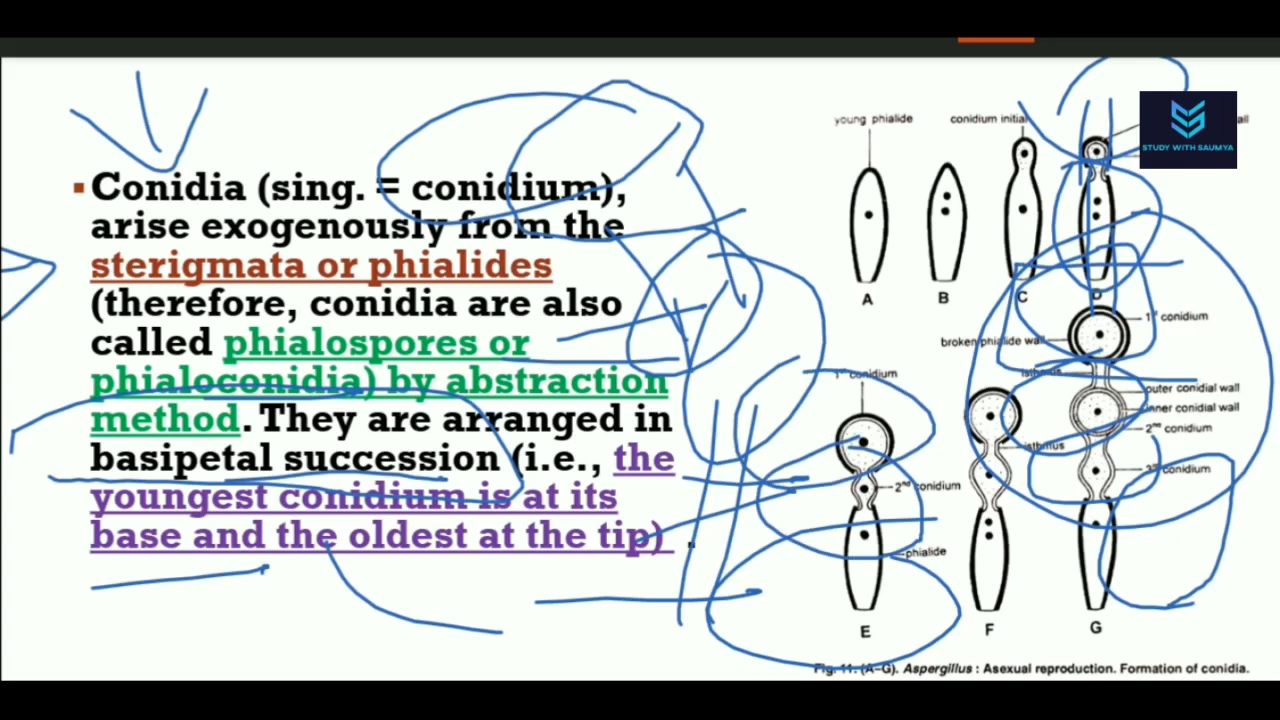 ▪Conidia (sing. = conidium),
arise exogenously from the
sterigmata or phialides
(therefore, conidia are also
called phialospores or
phialoconidia) by abstraction
method. They are arranged in
basipetal succession (i.e., the
youngest conidium is at its
base and the oldest at the tip) .
young phialide
conidium initial
STUDY WITH SAUMYA
A
B
C
D
1st conidium
broken phialide wall
isthmus
outer conidial wall
inner conidial wall
2nd conidium
3rd conidium
1st conidium
isthmus
2nd conidium
phialide
E
F
G
Fig. 11. (A–G). Aspergillus : Asexual reproduction. Formation of conidia.